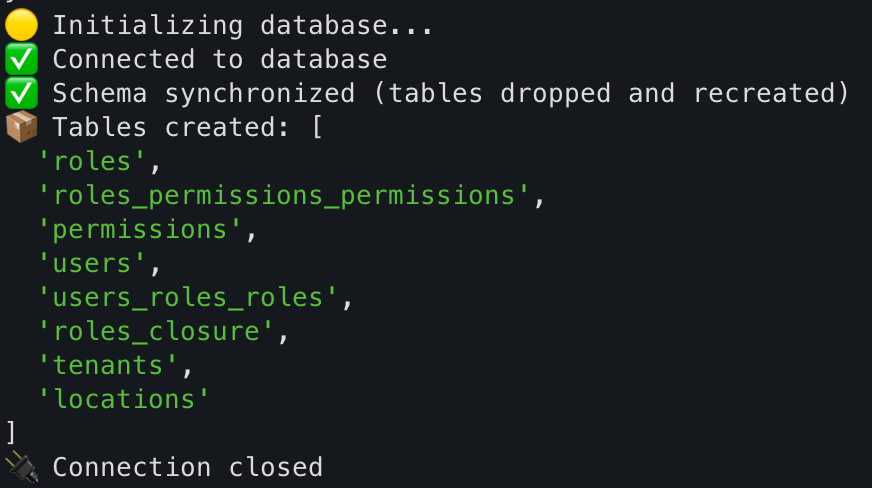 🟡 Initializing database...
✅ Connected to database
✅ Schema synchronized (tables dropped and recreated)
📦 Tables created: [
  'roles',
  'roles_permissions_permissions',
  'permissions',
  'users',
  'users_roles_roles',
  'roles_closure',
  'tenants',
  'locations'
]
🔌 Connection closed